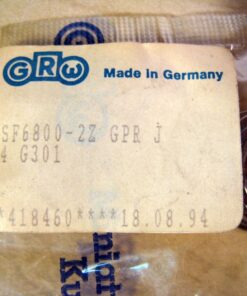 GRW
Made in Germany
SF6800-2Z GPR J
4 G301
*418460****18.08.94